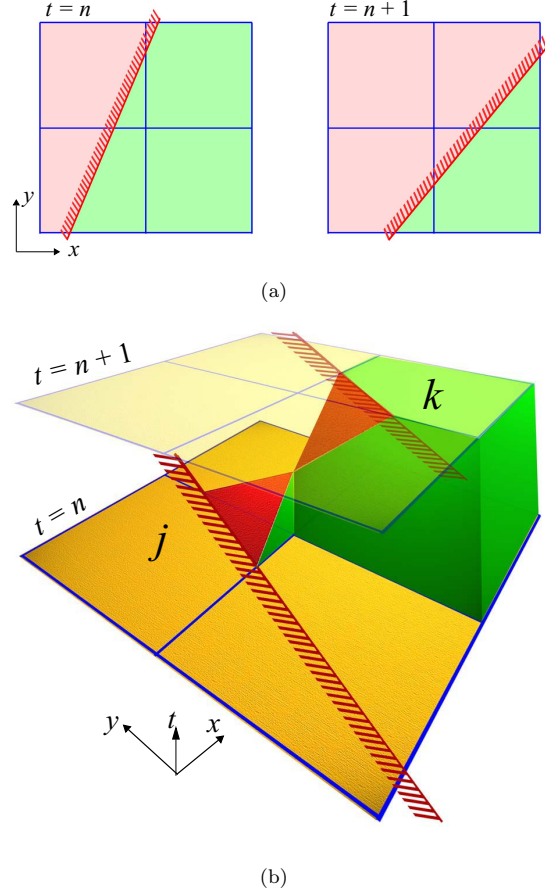 t = n
t = n + 1
y
x
(a)
t = n + 1
k
t = n
j
y
t
x
(b)